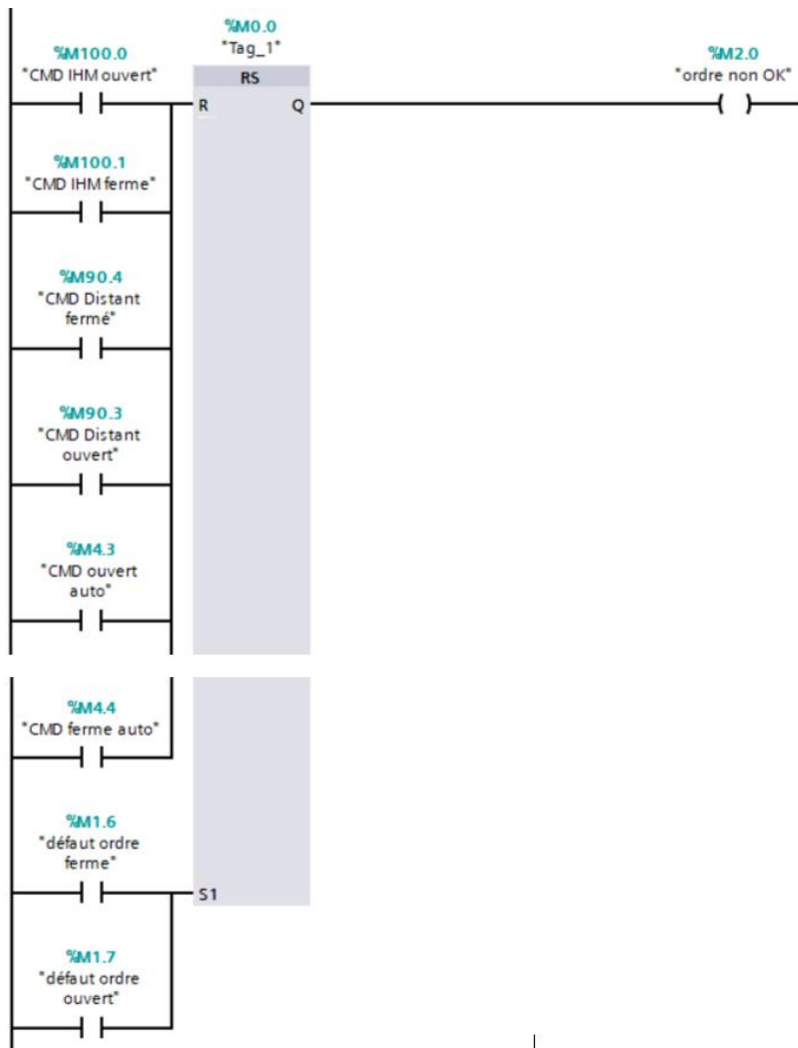 %M0.0
"Tag_1"
%M100.0
"CMD IHM ouvert"
RS
%M2.0
"ordre non OK"
R
Q
%M100.1
"CMD IHM ferme"
%M90.4
"CMD Distant
fermé"
%M90.3
"CMD Distant
ouvert"
%M4.3
"CMD ouvert
auto"
%M4.4
"CMD ferme auto"
%M1.6
"défaut ordre
ferme"
S1
%M1.7
"défaut ordre
ouvert"